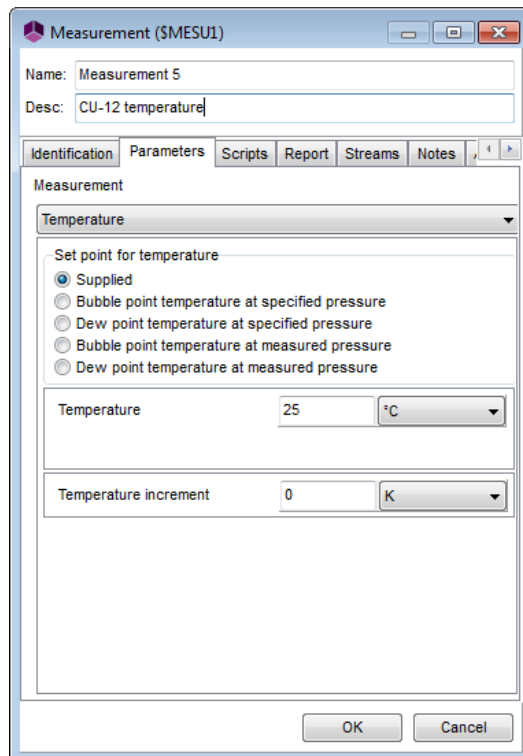 Measurement ($MESU1)
Name: Measurement 5
Desc: CU-12 temperature
Identification Parameters Scripts Report Streams Notes
Measurement
Temperature
Set point for temperature
Supplied
Bubble point temperature at specified pressure
Dew point temperature at specified pressure
Bubble point temperature at measured pressure
Dew point temperature at measured pressure
Temperature 25 °C
Temperature increment 0 K
OK Cancel